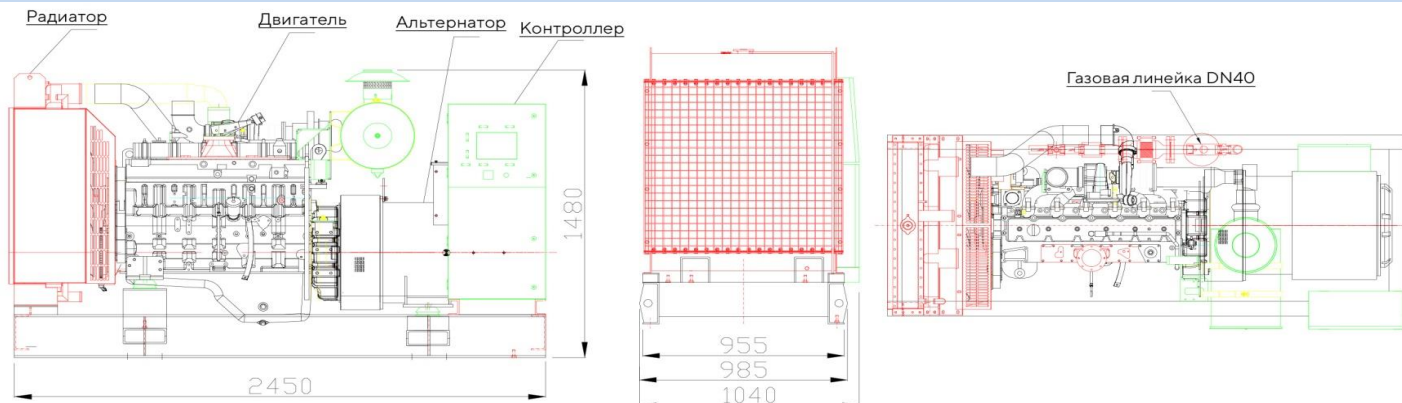 Радиатор
Двигатель
Альтернатор
Контроллер
Газовая линейка DN40
1480
2450
955
985
1040